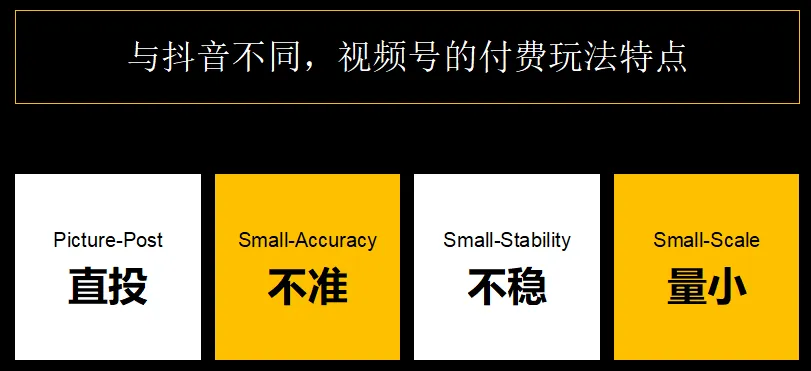 与抖音不同，视频号的付费玩法特点
Picture-Post
直投
Small-Accuracy
不准
Small-Stability
不稳
Small-Scale
量小